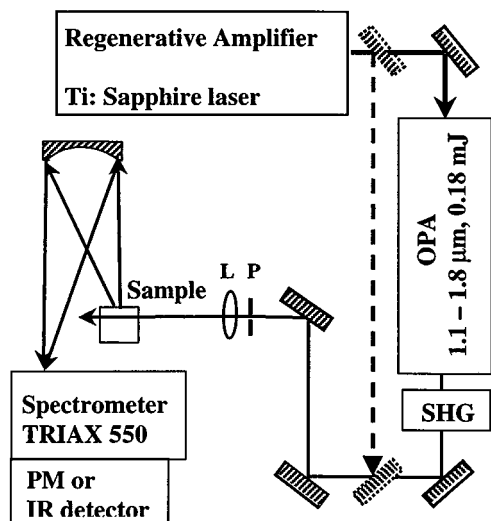 Regenerative Amplifier
Ti: Sapphire laser
OPA
1.1 – 1.8 μm, 0.18 mJ
L P
Sample
Spectrometer
TRIAX 550
SHG
PM or
IR detector